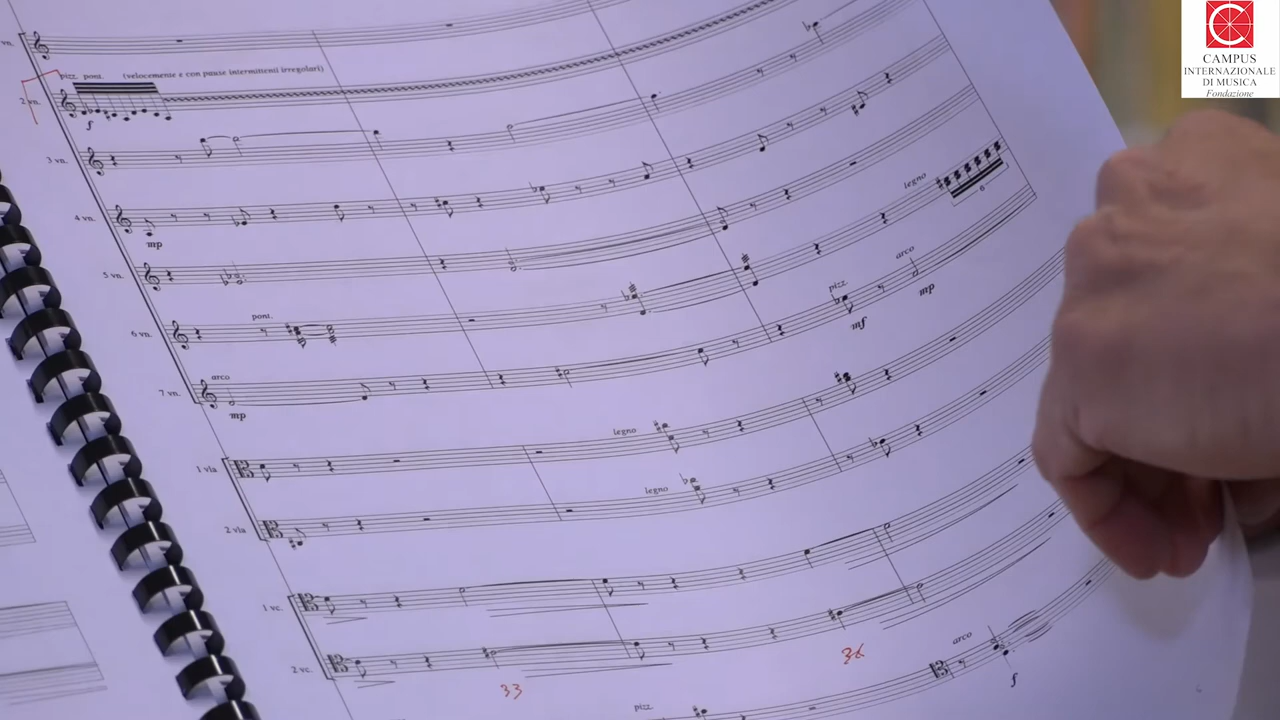 CAMPUS
INTERNAZIONALE
DI MUSICA
Fondazione
vn.
pizz. pont. (velocemente e con pause intermittenti irregolari)
2 vn.
f
3 vn.
4 vn.
mp
legno
6
5 vn.
pont.
6 vn.
pizz. arco
mf mp
arco
7 vn.
mp
legno
1 vla
legno
2 vla
1 vc.
2 vc.
33 36
arco
f
pizz.